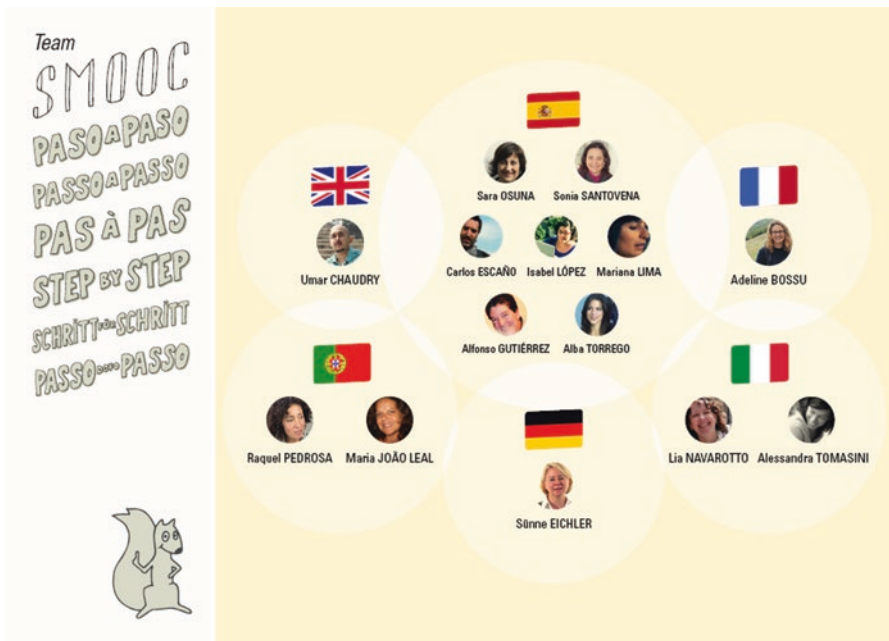 Team
SMOOC
PASO A PASO
PASSO A PASSO
PAS À PAS
STEP BY STEP
SCHRITT FÜR SCHRITT
PASSO DOPO PASSO
Sara OSUNA
Sonia SANTOVENA
Umar CHAUDRY
Carlos ESCAÑO
Isabel LÓPEZ
Mariana LIMA
Adeline BOSSU
Alfonso GUTIÉRREZ
Alba TORREGO
Raquel PEDROSA
Maria JOÃO LEAL
Lia NAVAROTTO
Alessandra TOMASINI
Sünne EICHLER